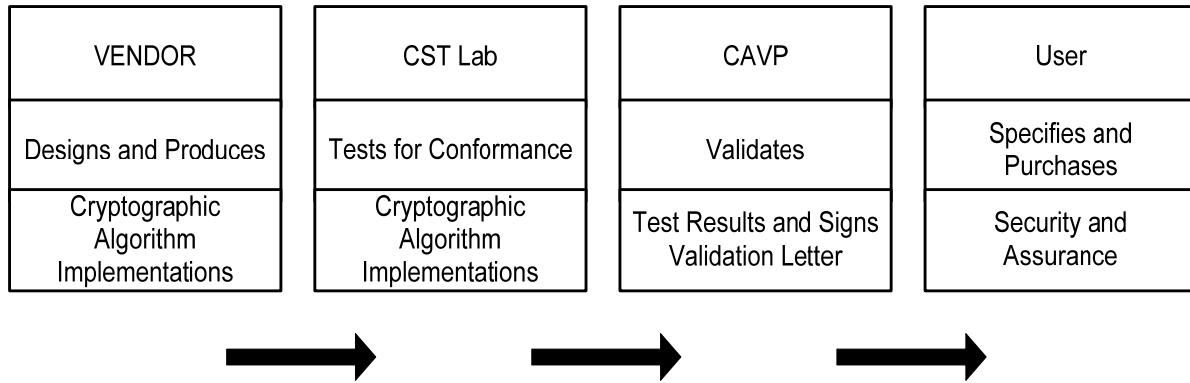 VENDOR
Designs and Produces
Cryptographic
Algorithm
Implementations
CST Lab
Tests for Conformance
Cryptographic
Algorithm
Implementations
CAVP
Validates
Test Results and Signs
Validation Letter
User
Specifies and
Purchases
Security and
Assurance